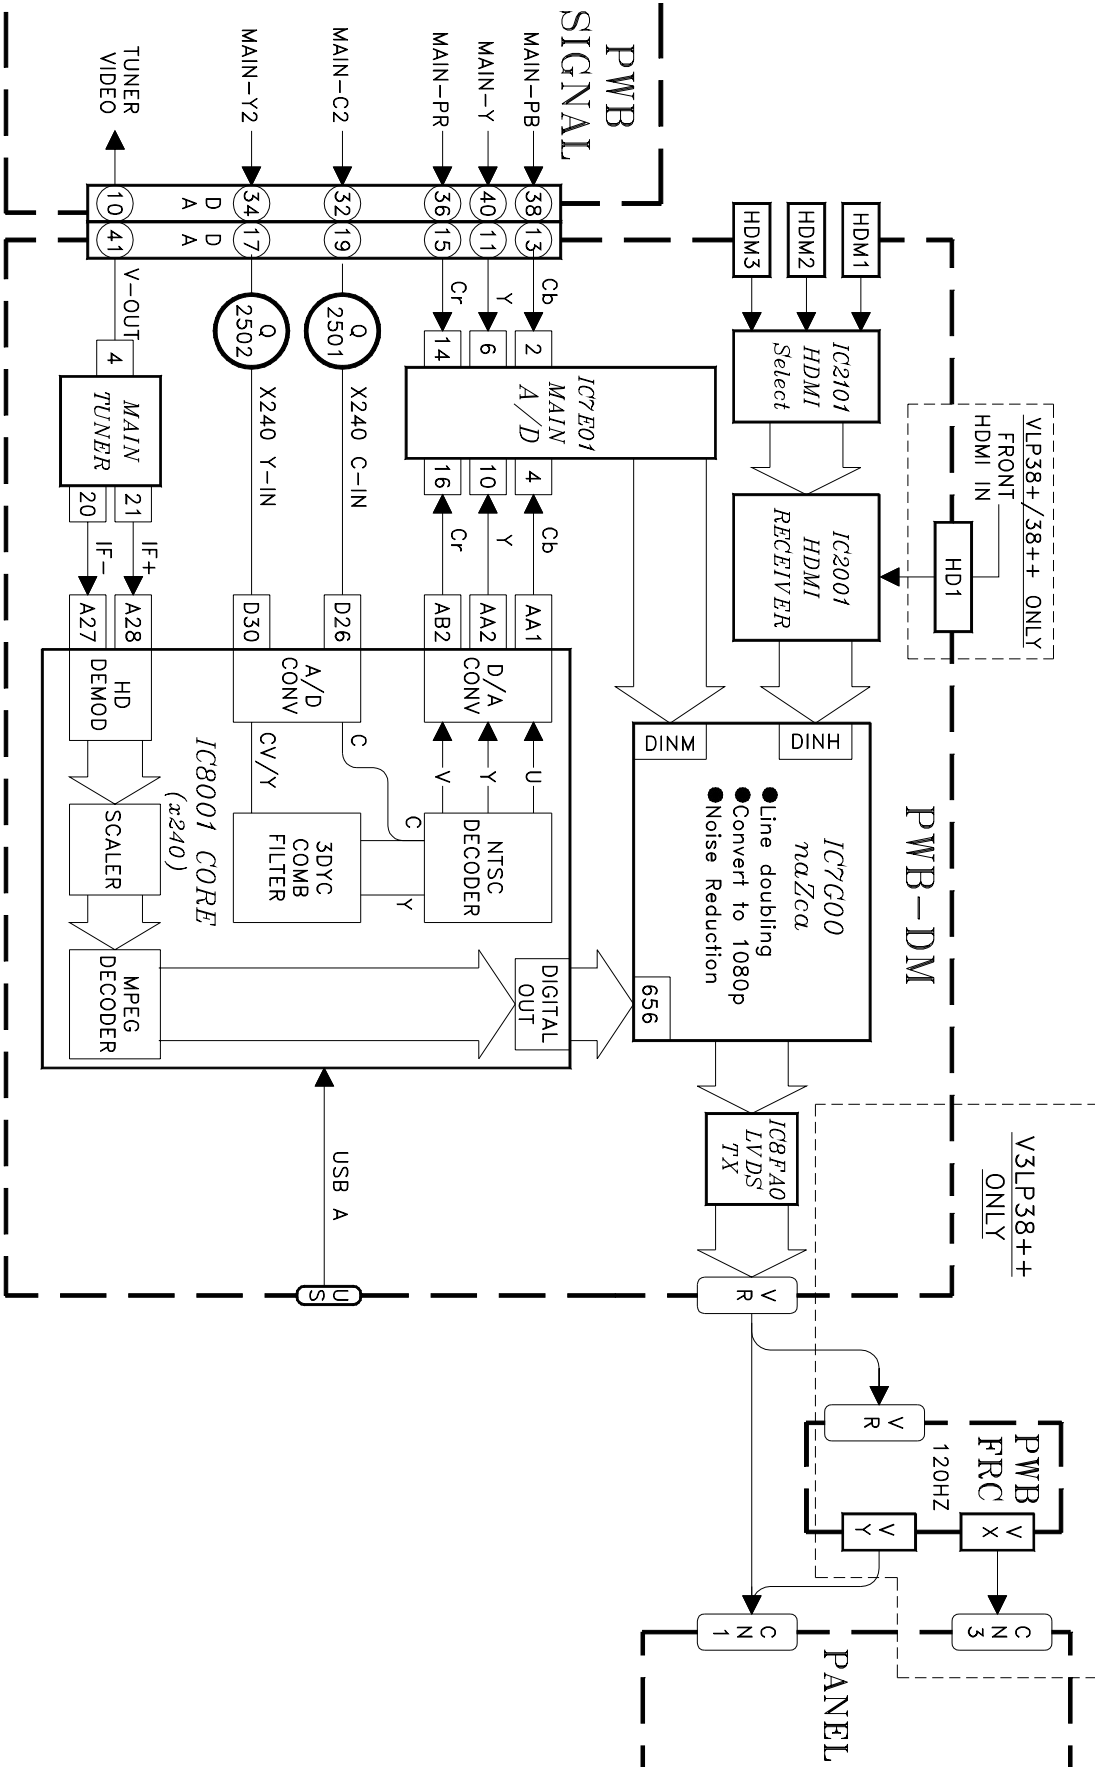 PWB
SIGNAL
MAIN-PB
MAIN-Y
MAIN-PR
MAIN-C2
MAIN-Y2
TUNER
VIDEO
38
40
36
32
34
D
A
10
13
11
15
19
17
D
A
41
HDM1
HDM2
HDM3
Cb
Y
Cr
Q
2501
Q
2502
V-OUT
2
6
14
4
IC2101
HDMI
Select
IC7E01
MAIN
A/D
X240 C-IN
X240 Y-IN
MAIN
TUNER
4
10
16
21
20
VLP38+/38++ ONLY
FRONT
HDMI IN
HD1
IC2001
HDMI
RECEIVER
Cb
Y
Cr
IF+
IF-
AA1
AA2
AB2
D26
D30
A28
A27
D/A
CONV
A/D
CONV
HD
DEMOD
PWB-DM
DINH
DINM
IC7G00
naZca
Line doubling
Convert to 1080p
Noise Reduction
656
U
Y
V
C
CV/Y
IC8001 CORE
(x240)
NTSC
DECODER
C
Y
3DYC
COMB
FILTER
SCALER
MPEG
DECODER
DIGITAL
OUT
IC8FA0
LVDS
TX
V3LP38++
ONLY
USB A
U
S
V
R
V
R
PWB
FRC
120HZ
V
X
V
Y
C
N
3
C
N
1
PANEL